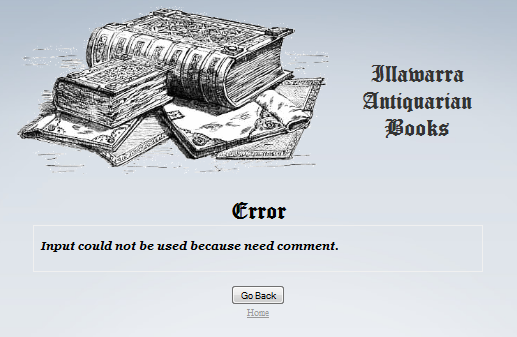 Illawarra
Antiquarian
Books
Error
Input could not be used because need comment.
Go Back
Home